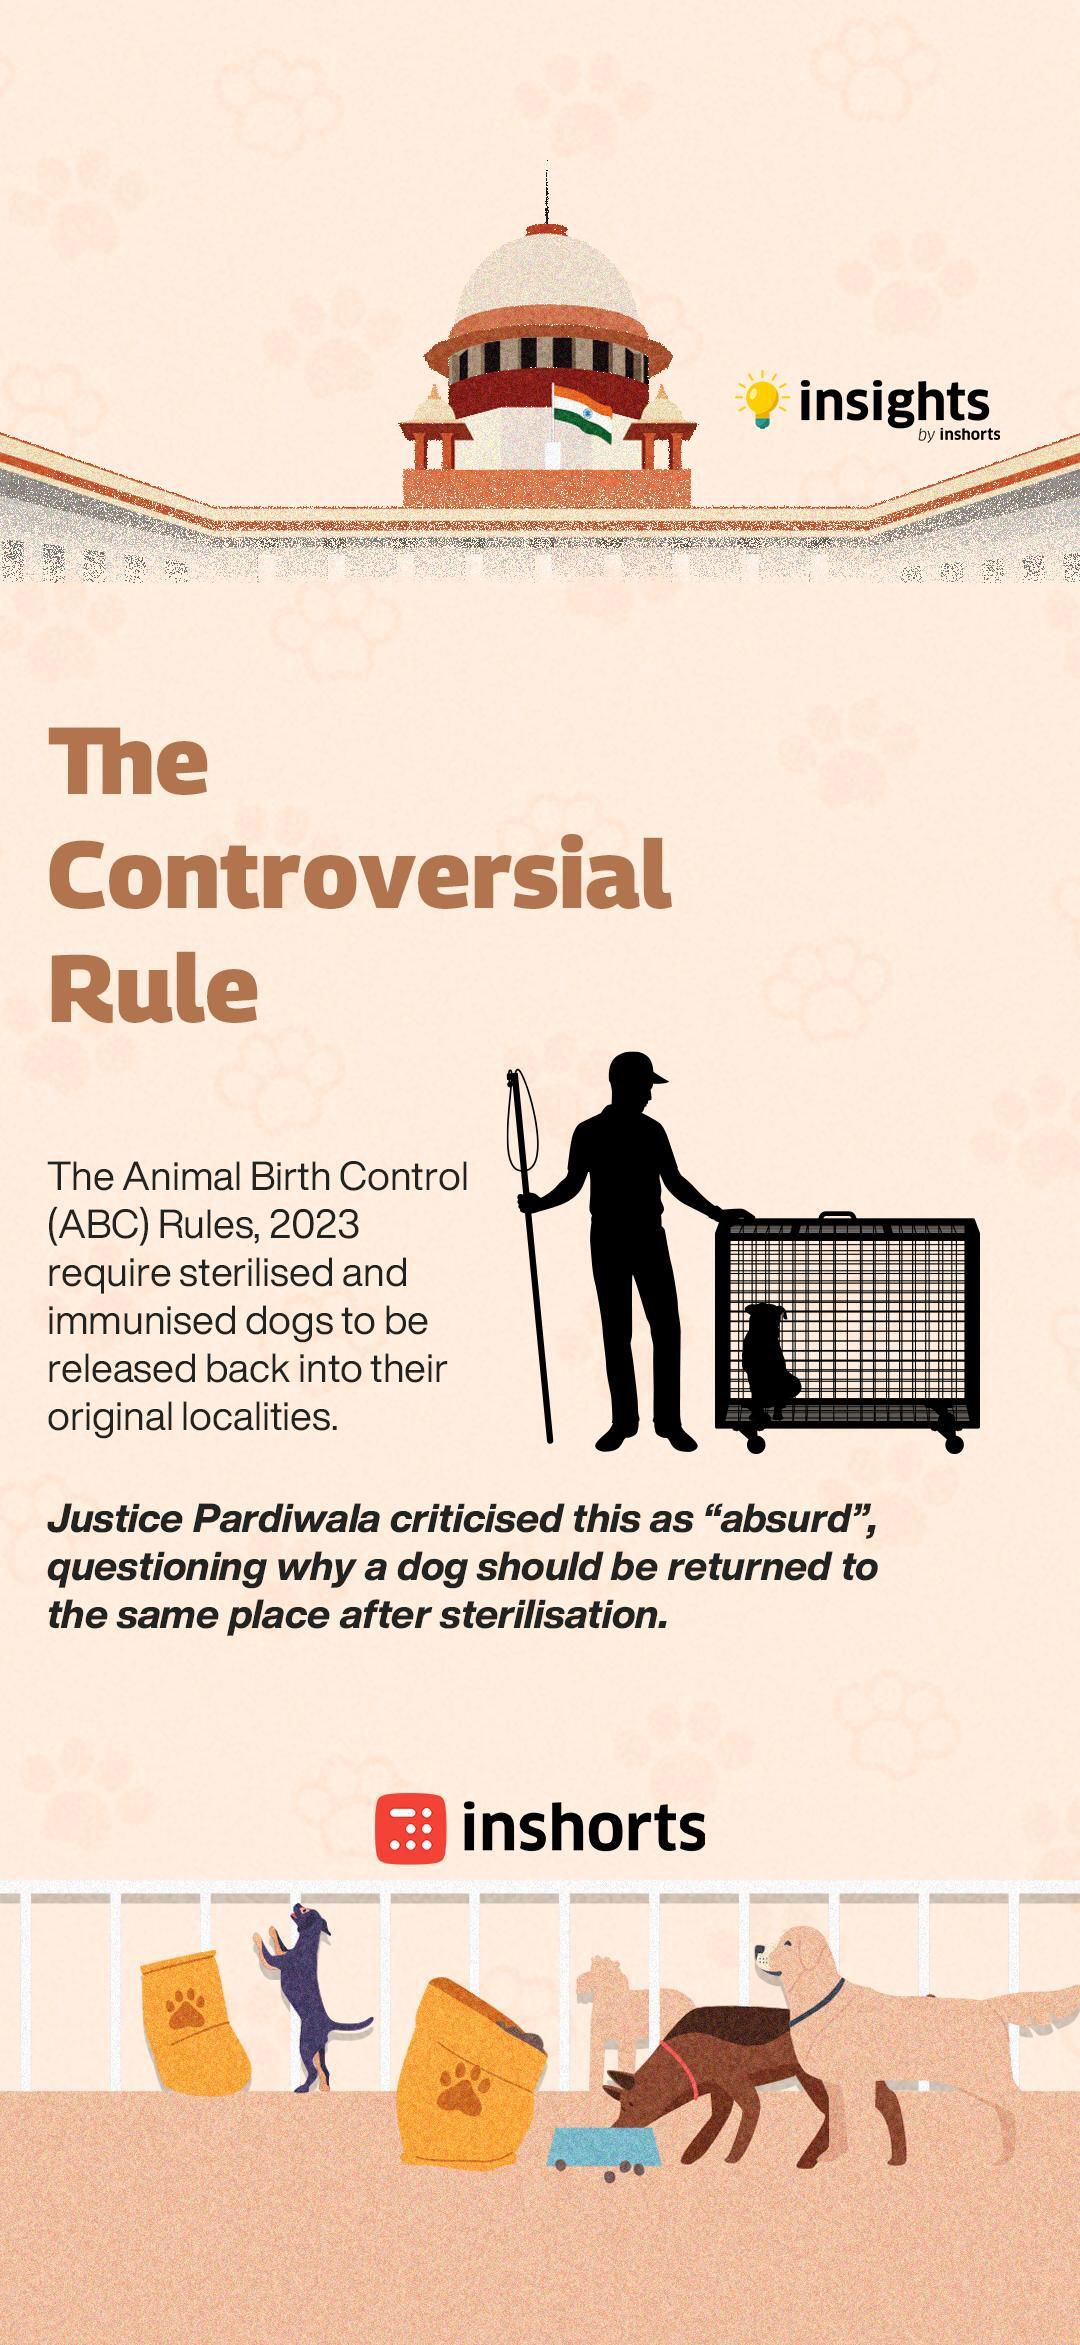 insights
by inshorts
The
Controversial
Rule
The Animal Birth Control
(ABC) Rules, 2023
require sterilised and
immunised dogs to be
released back into their
original localities.
Justice Pardiwala criticised this as “absurd”,
questioning why a dog should be returned to
the same place after sterilisation.
inshorts